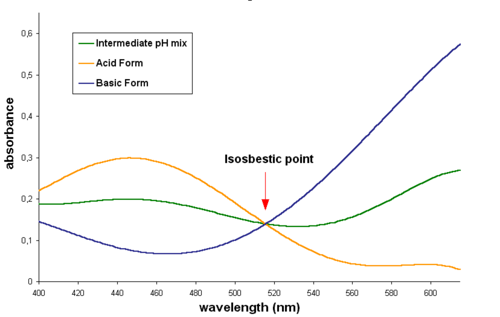 Intermediate pH mix
Acid Form
Basic Form
Isosbestic point
absorbance
0,6
0,5
0,4
0,3
0,2
0,1
0
400 420 440 460 480 500 520 540 560 580 600
wavelength (nm)